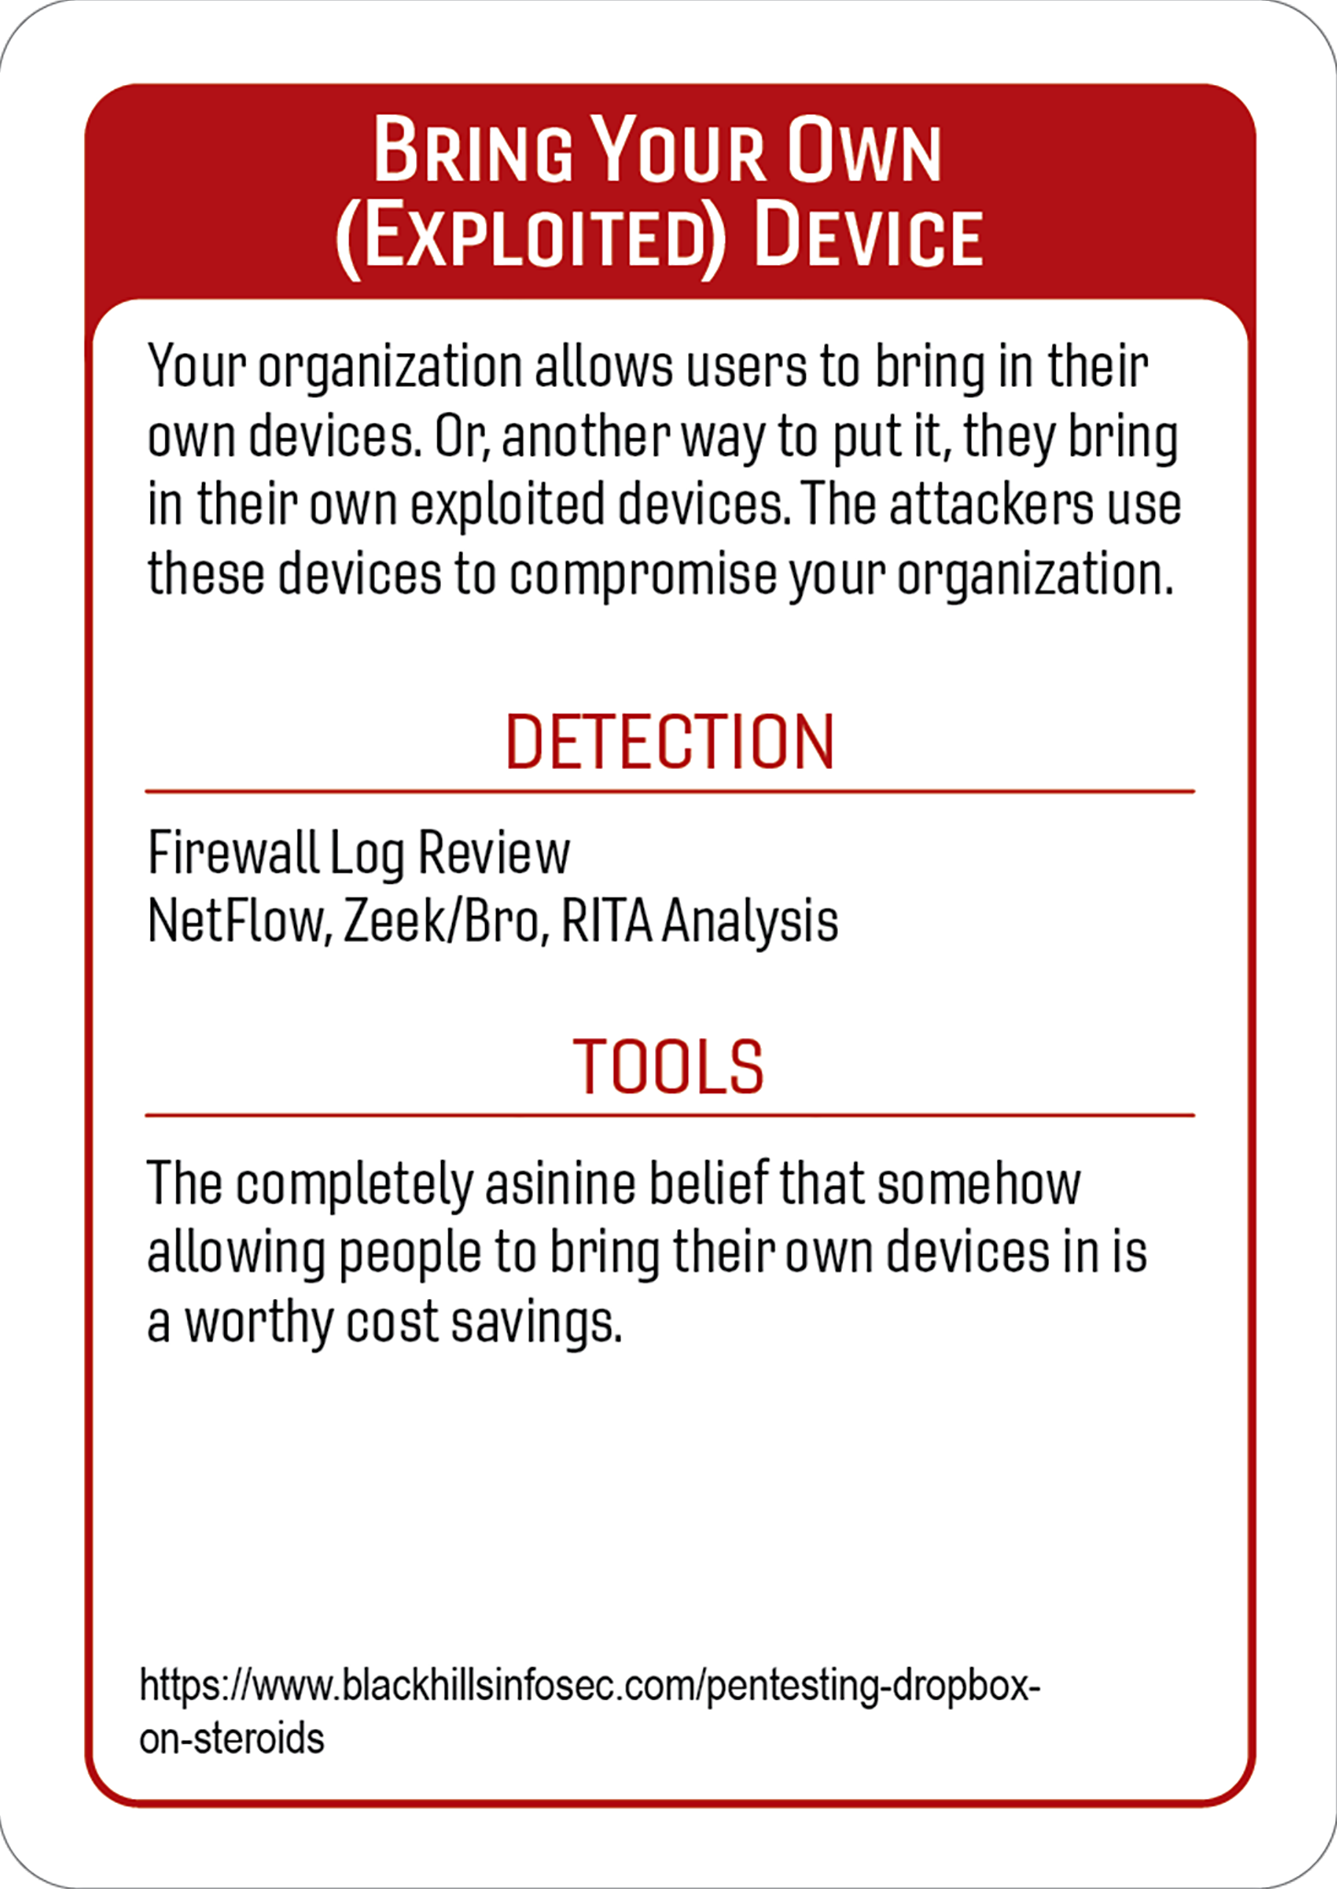 Bring Your Own
(Exploited) Device
Your organization allows users to bring in their
own devices. Or, another way to put it, they bring
in their own exploited devices. The attackers use
these devices to compromise your organization.
DETECTION
Firewall Log Review
NetFlow, Zeek/Bro, RITA Analysis
TOOLS
The completely asinine belief that somehow
allowing people to bring their own devices in is
a worthy cost savings.
https://www.blackhillsinfosec.com/pentesting-dropbox-
on-steroids